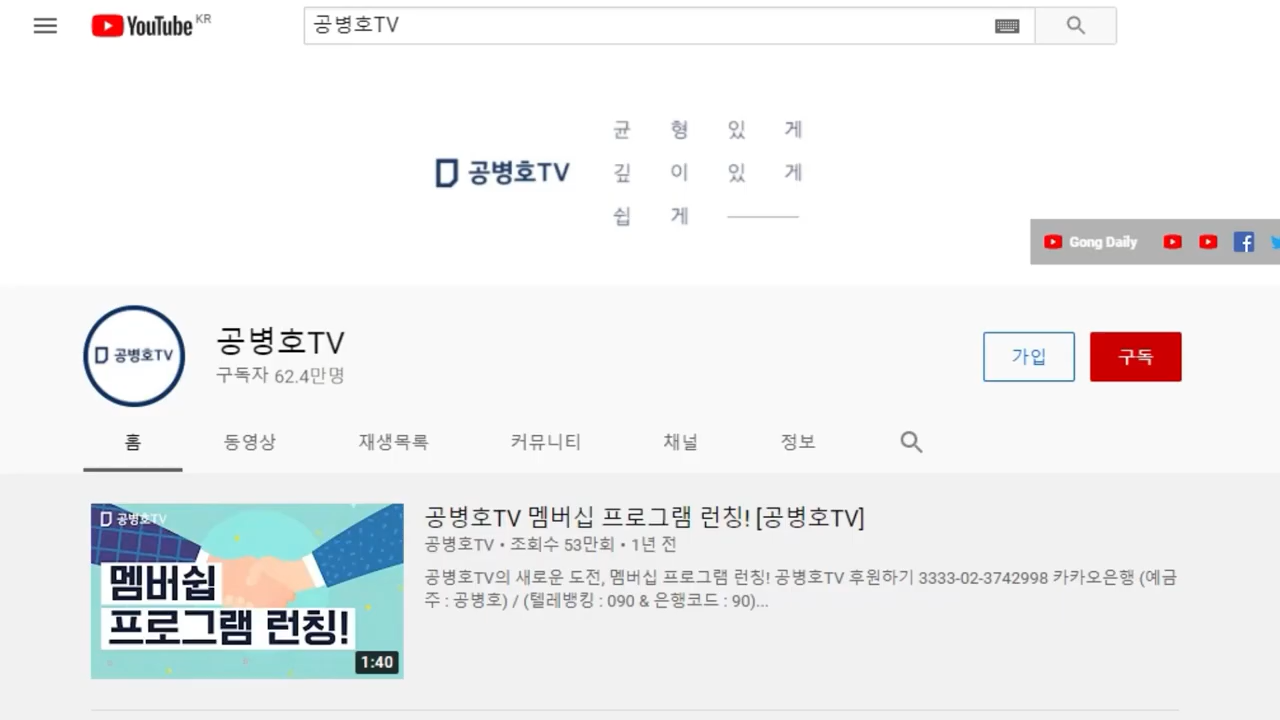 YouTube KR
공병호TV
균 형 있 게
공병호TV
깊 이 있 게
쉽 게
Gong Daily
공병호TV
공병호TV
구독자 62.4만명
가입
구독
홈 동영상 재생목록 커뮤니티 채널 정보
공병호TV
멤버쉽
프로그램 런칭!
1:40
공병호TV 멤버십 프로그램 런칭! [공병호TV]
공병호TV • 조회수 53만회 • 1년 전
공병호TV의 새로운 도전, 멤버십 프로그램 런칭! 공병호TV 후원하기 3333-02-3742998 카카오은행 (예금
주 : 공병호) / (텔레뱅킹 : 090 & 은행코드 : 90)...